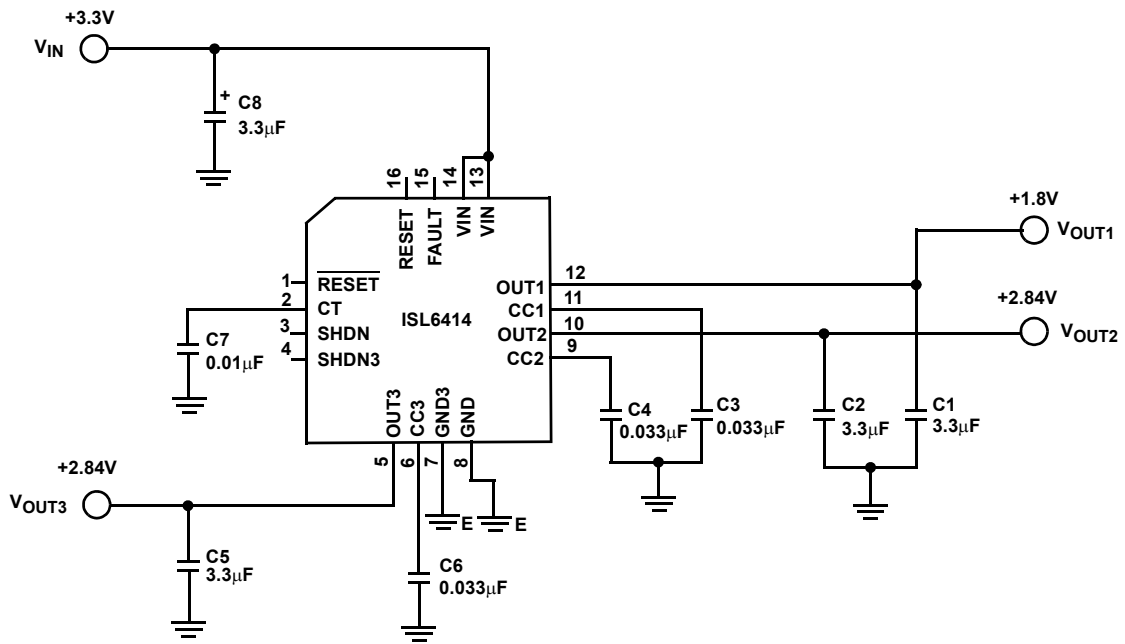 +3.3V
VIN
+
C8
3.3μF
16
15
14
13
RESET
FAULT
VIN
VIN
+1.8V
VOUT1
1
RESET
OUT1
12
2
CT
CC1
11
+2.84V
ISL6414
3
SHDN
OUT2
10
VOUT2
4
SHDN3
CC2
9
C7
0.01μF
OUT3
CC3
GND3
GND
C4
0.033μF
C3
0.033μF
C2
3.3μF
C1
3.3μF
5
6
7
8
+2.84V
VOUT3
E
E
C5
3.3μF
C6
0.033μF